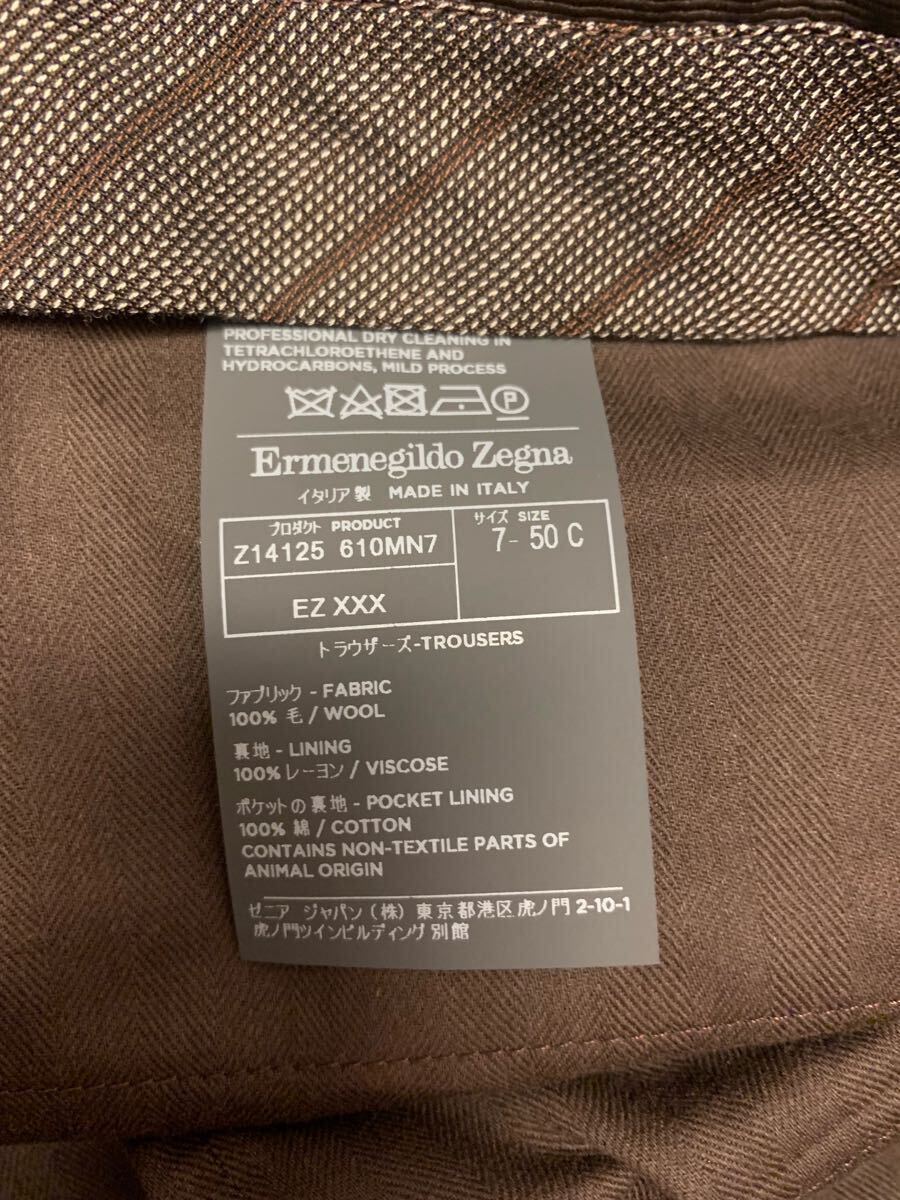 PROFESSIONAL DRY CLEANING IN
TETRACHLOROETHENE AND
HYDROCARBONS, MILD PROCESS
P
Ermenegildo Zegna
イタリア製 MADE IN ITALY
プロダクト PRODUCT
Z14125 610MN7
EZ XXX
サイズ SIZE
7- 50 C
トラウザーズ-TROUSERS
ファブリック - FABRIC
100% 毛 / WOOL
裏地 - LINING
100% レーヨン / VISCOSE
ポケットの裏地 - POCKET LINING
100% 綿 / COTTON
CONTAINS NON-TEXTILE PARTS OF
ANIMAL ORIGIN
ゼニア ジャパン (株) 東京都港区虎ノ門 2-10-1
虎ノ門ツインビルディング 別館